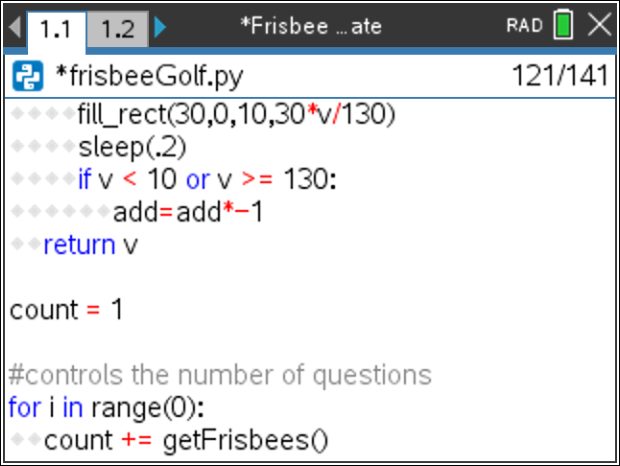 1.1 1.2 *Frisbee ...ate RAD
*frisbeeGolf.py 121/141
fill_rect(30,0,10,30*v/130)
sleep(.2)
if v < 10 or v >= 130:
add=add*-1
return v
count = 1
#controls the number of questions
for i in range(0):
count += getFrisbees()